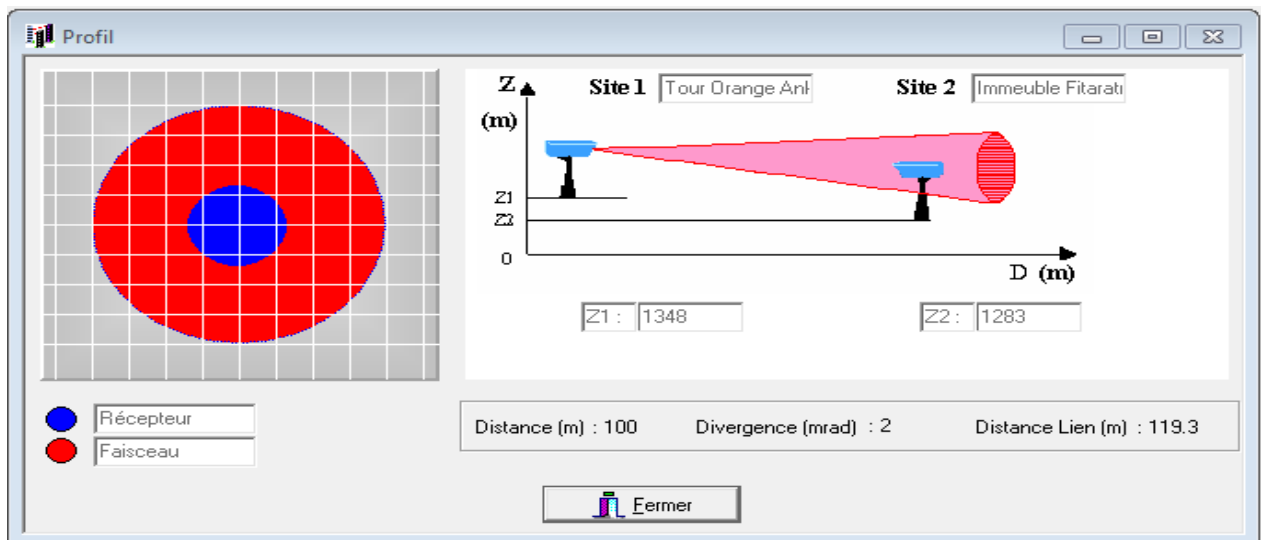 Profil
Z
(m)
Site 1 Tour Orange Ank
Site 2 Immeuble Fitarati
Z1
Z2
0
D (m)
Z1 : 1348
Z2 : 1283
Récepteur
Faisceau
Distance (m) : 100 Divergence (mrad) : 2 Distance Lien (m) : 119.3
Fermer